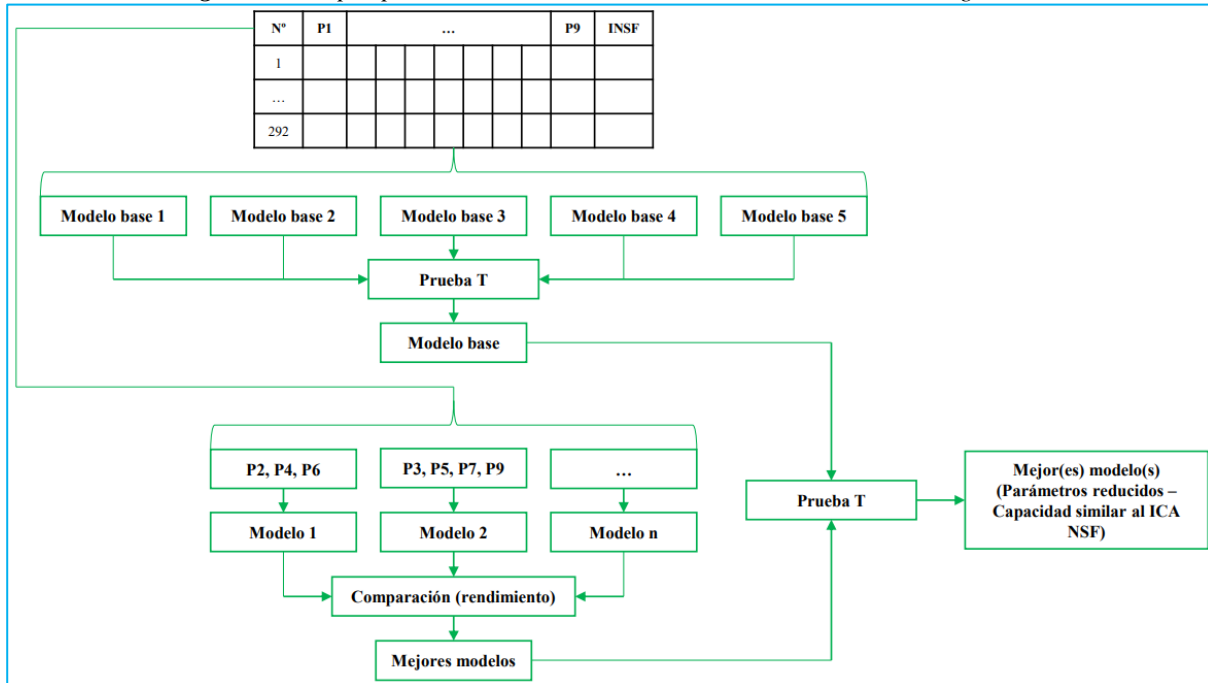 Nº P1 ... P9 INSF
1
...
292
Modelo base 1 Modelo base 2 Modelo base 3 Modelo base 4 Modelo base 5
Prueba T
Modelo base
P2, P4, P6 P3, P5, P7, P9 ...
Modelo 1 Modelo 2 Modelo n
Comparación (rendimiento)
Mejores modelos
Prueba T
Mejor(es) modelo(s)
(Parámetros reducidos –
Capacidad similar al ICA
NSF)